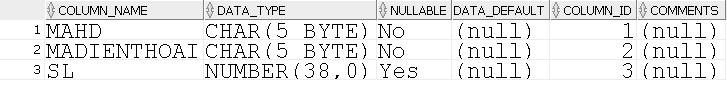 COLUMN_NAME DATA_TYPE NULLABLE DATA_DEFAULT COLUMN_ID COMMENTS
1 MAHD CHAR(5 BYTE) No (null) 1 (null)
2 MADIENTHOAI CHAR(5 BYTE) No (null) 2 (null)
3 SL NUMBER(38,0) Yes (null) 3 (null)